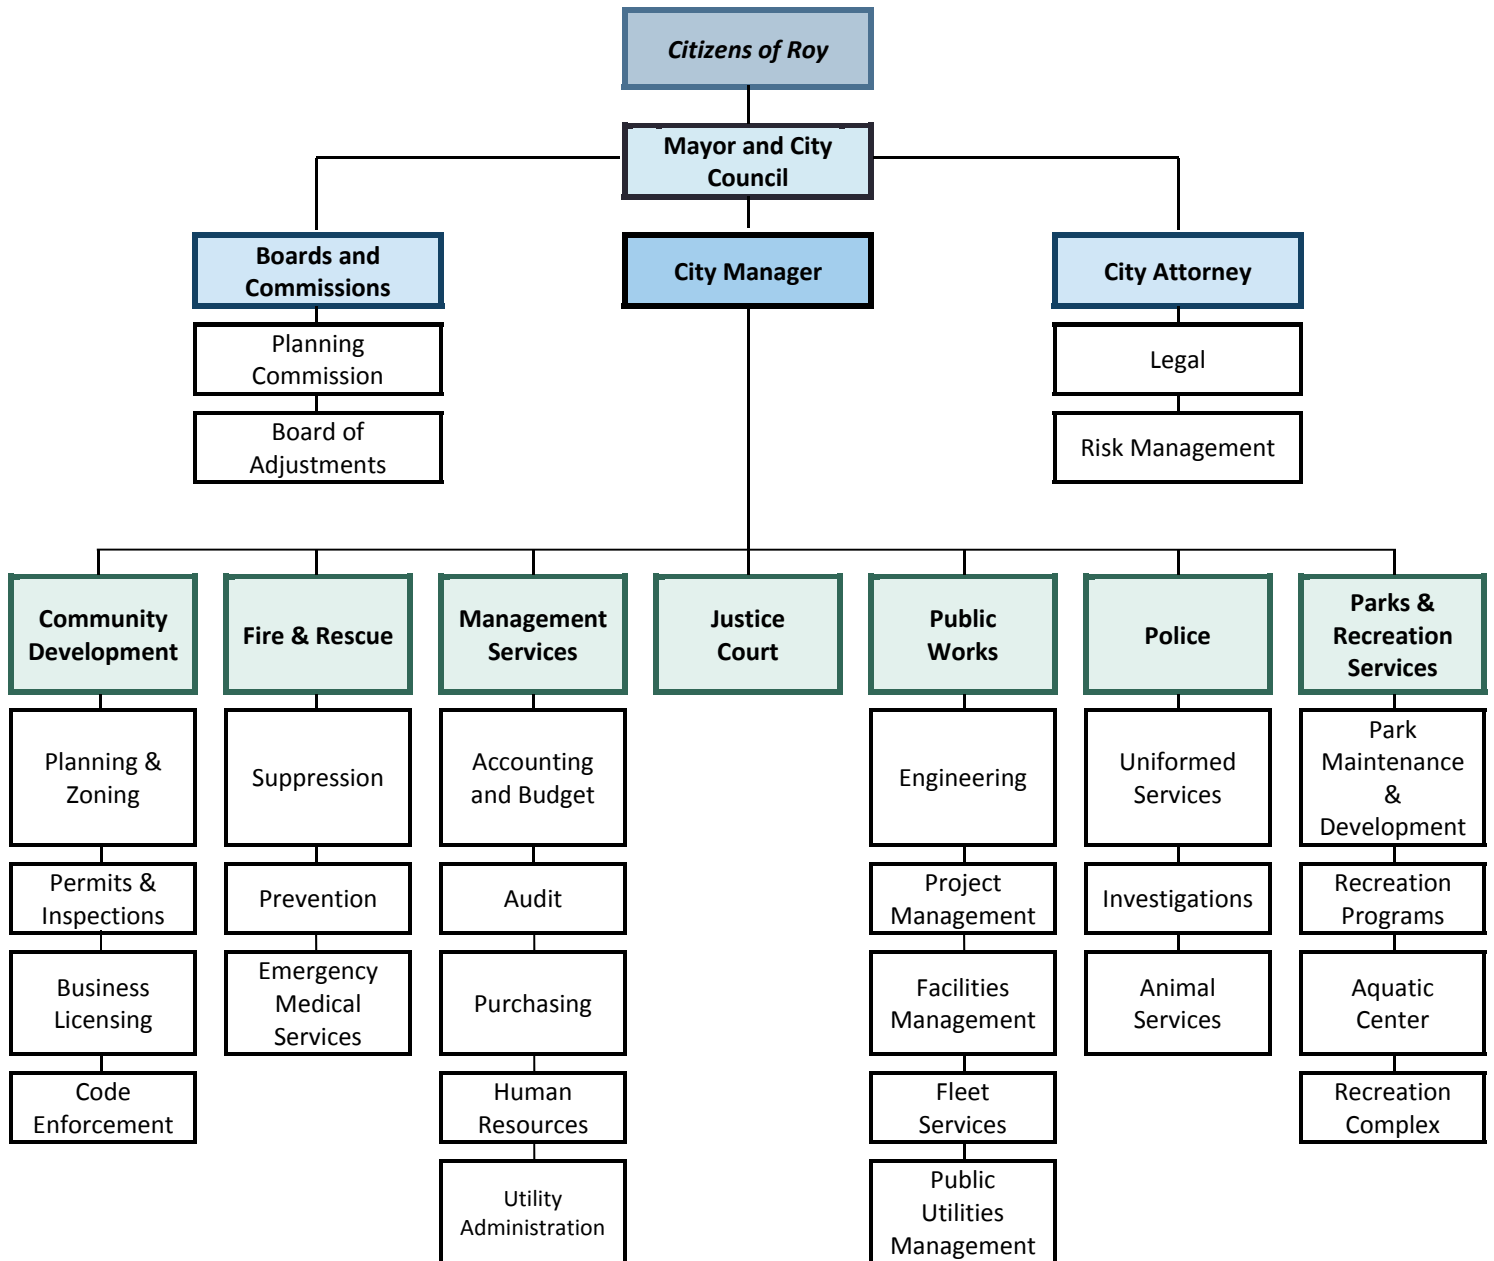 Citizens of Roy
Mayor and City
Council
Boards and
Commissions
City Manager
City Attorney
Planning
Commission
Legal
Board of
Adjustments
Risk Management
Community
Development
Fire & Rescue
Management
Services
Justice
Court
Public
Works
Police
Parks &
Recreation
Services
Planning &
Zoning
Suppression
Accounting
and Budget
Engineering
Uniformed
Services
Park
Maintenance
&
Development
Permits &
Inspections
Prevention
Audit
Project
Management
Investigations
Recreation
Programs
Business
Licensing
Emergency
Medical
Services
Purchasing
Facilities
Management
Animal
Services
Aquatic
Center
Code
Enforcement
Human
Resources
Fleet
Services
Recreation
Complex
Utility
Administration
Public
Utilities
Management